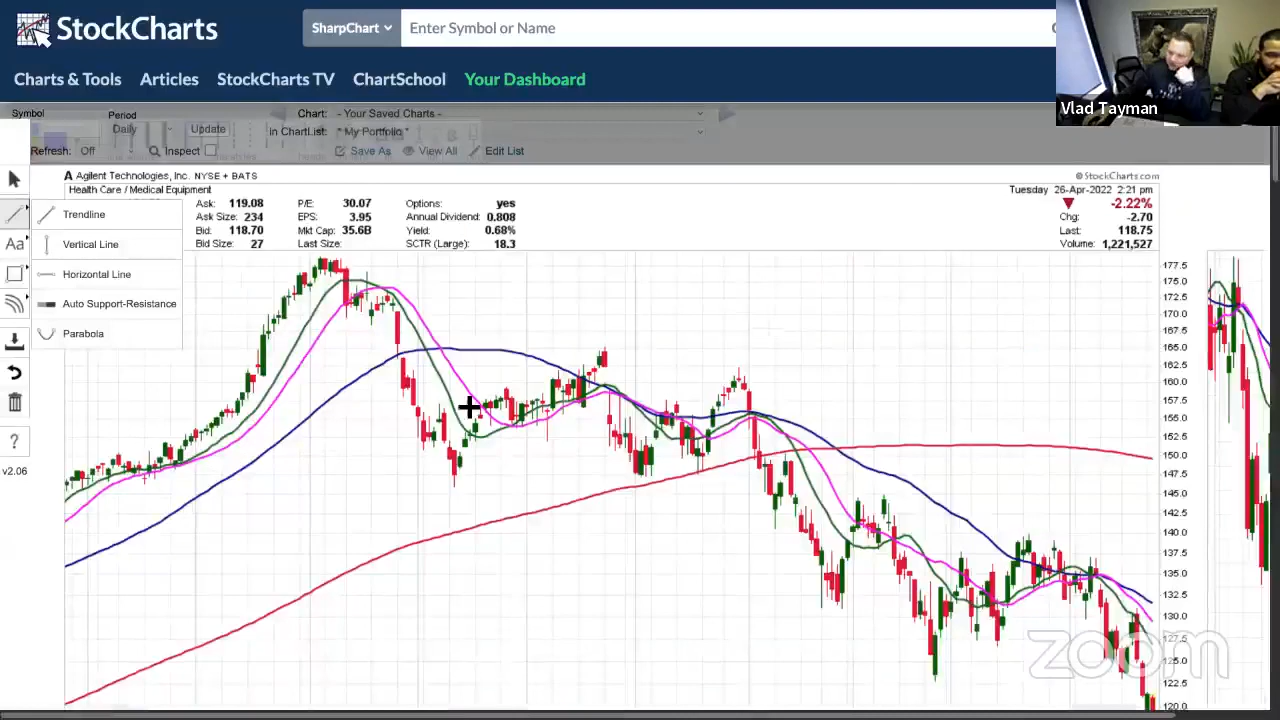 StockCharts
SharpChart
Enter Symbol or Name
Charts & Tools
Articles
StockCharts TV
ChartSchool
Your Dashboard
Vlad Tayman
Symbol
Period
Daily
Update
Chart:
- Your Saved Charts -
in ChartList:
* My Portfolio *
Refresh: Off
Inspect
Save As
View All
Edit List
A Agilent Technologies, Inc. NYSE + BATS
© StockCharts.com
Health Care / Medical Equipment
Tuesday 26-Apr-2022 2:21 pm
Ask: 119.08
P/E: 30.07
Options: yes
-2.22%
Ask Size: 234
EPS: 3.95
Annual Dividend: 0.808
Chg: -2.70
Bid: 118.70
Mkt Cap: 35.6B
Yield: 0.68%
Last: 118.75
Bid Size: 27
Last Size:
SCTR (Large): 18.3
Volume: 1,221,527
Trendline
Vertical Line
Horizontal Line
Auto Support-Resistance
Parabola
Aa
?
v2.06
177.5
175.0
172.5
170.0
167.5
165.0
162.5
160.0
157.5
155.0
152.5
150.0
147.5
145.0
142.5
140.0
137.5
135.0
132.5
130.0
127.5
125.0
122.5
120.0
zoom